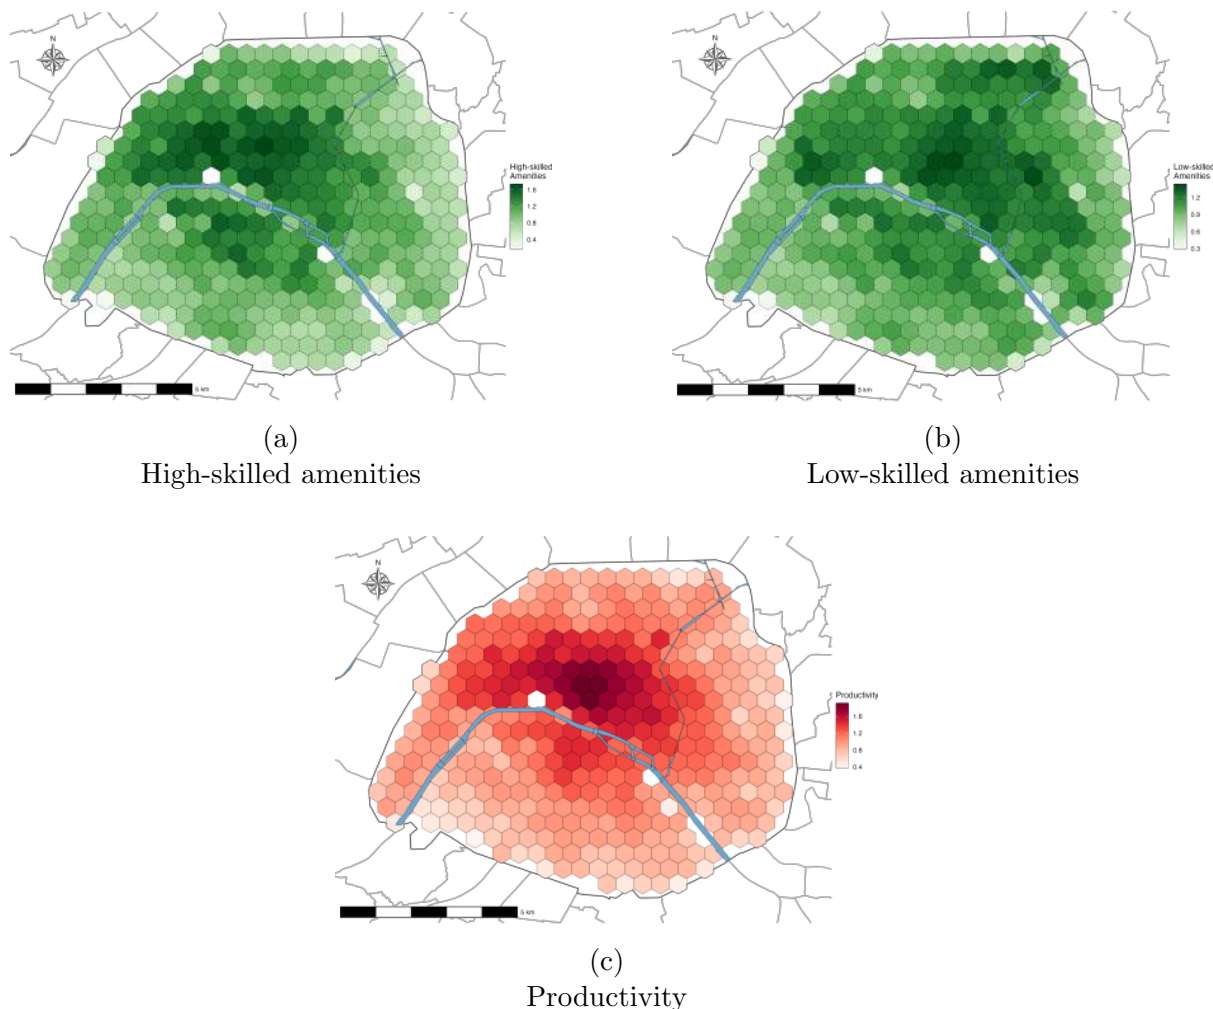 N
High-skilled
Amenities
1.6
1.2
0.8
0.4
5 km
(a)
High-skilled amenities
N
Low-skilled
Amenities
1.2
0.9
0.6
0.3
5 km
(b)
Low-skilled amenities
N
Productivity
1.6
1.2
0.8
0.4
5 km
(c)
Productivity